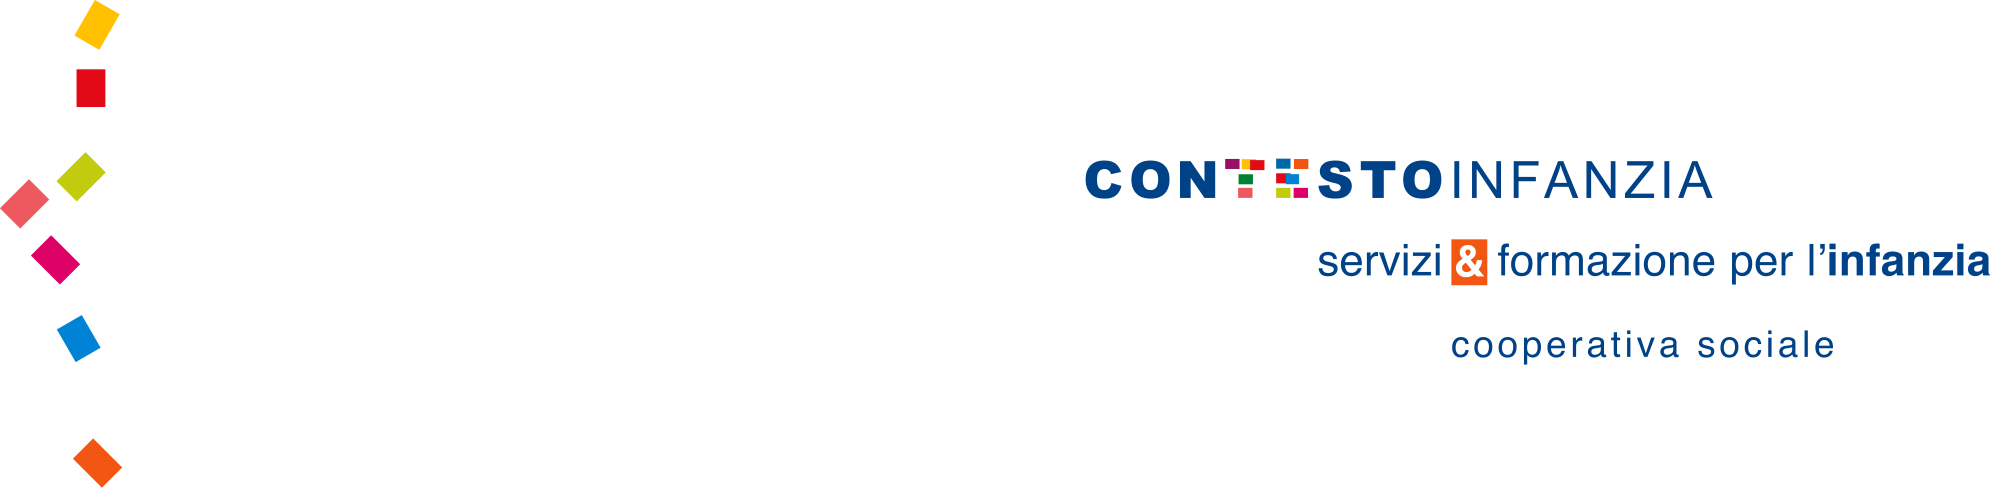 CONTESTOINFANZIA
servizi & formazione per l’infanzia
cooperativa sociale